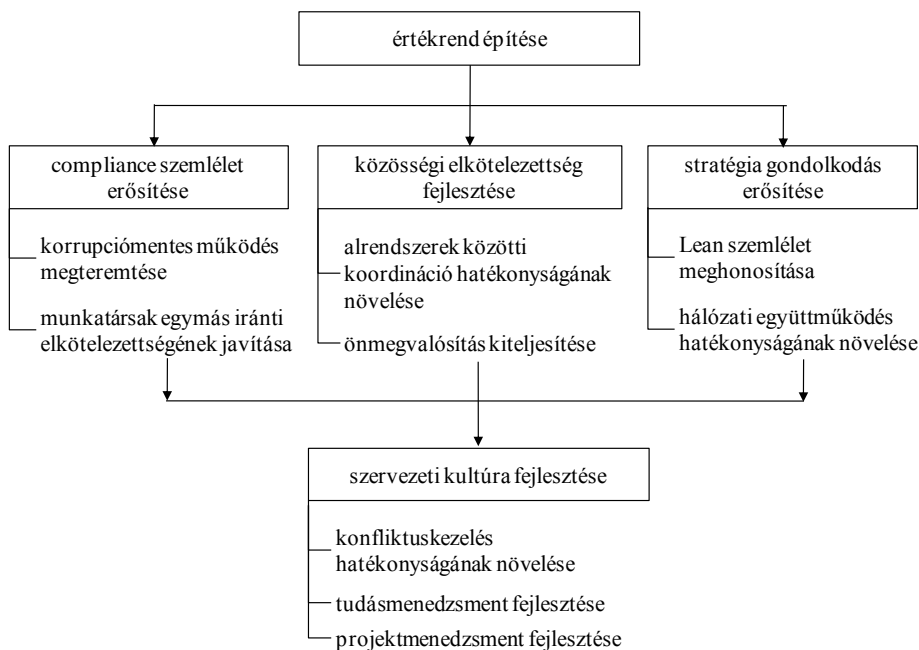 értékrend építése
compliance szemlélet
erősítése
korrupciómentes működés
megteremtése
munkatársak egymás iránti
elkötelezettségének javítása
közösségi elkötelezettség
fejlesztése
alrendszerek közötti
koordináció hatékonyságának
növelése
önmegvalósítás kiteljesítése
stratégia gondolkodás
erősítése
Lean szemlélet
meghonosítása
hálózati együttműködés
hatékonyságának növelése
szervezeti kultúra fejlesztése
konfliktuskezelés
hatékonyságának növelése
tudásmenedzsment fejlesztése
projektmenedzsment fejlesztése